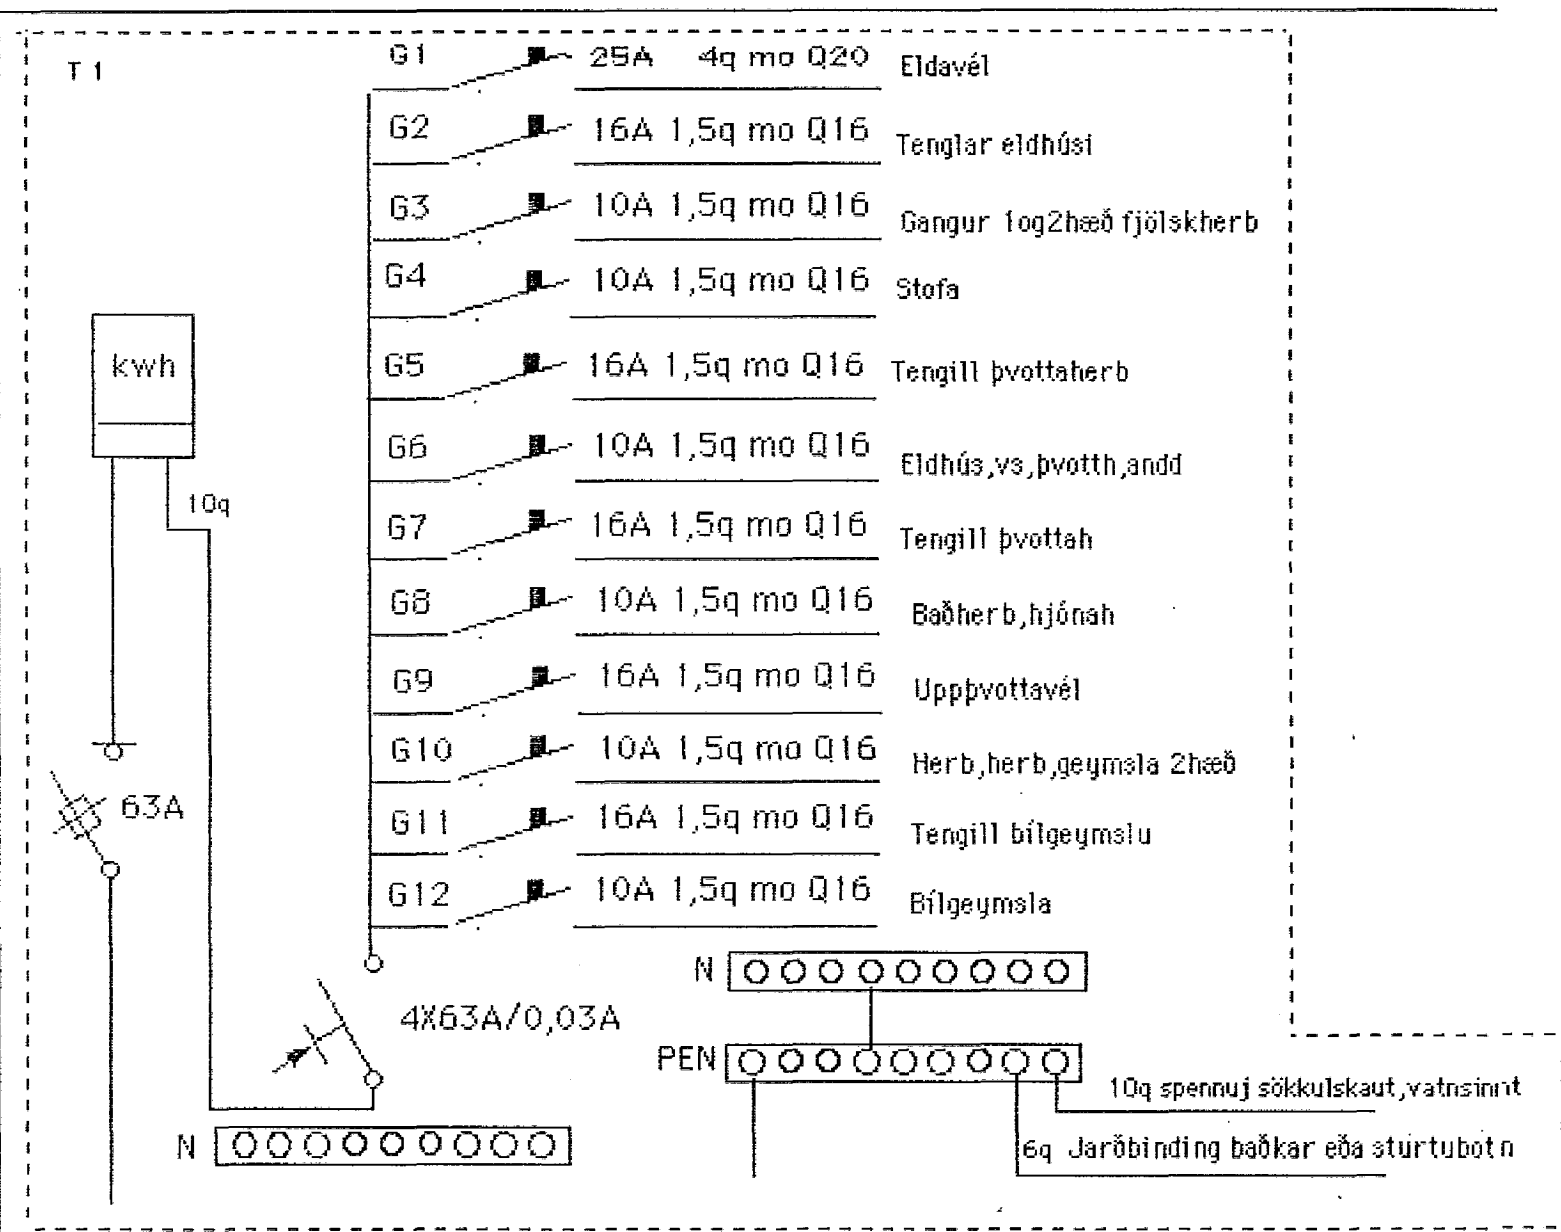 T 1
G1 25A 4q mo Q20 Eldavél
G2 16A 1,5q mo Q16 Tenglar eldhúsi
G3 10A 1,5q mo Q16 Gangur 1og2hæð fjölskherb
G4 10A 1,5q mo Q16 Stofa
kwh
G5 16A 1,5q mo Q16 Tengill þvottaherb
G6 10A 1,5q mo Q16 Eldhús,vs,þvotth,andd
10q
G7 16A 1,5q mo Q16 Tengill þvottah
G8 10A 1,5q mo Q16 Baðherb,hjónah
G9 16A 1,5q mo Q16 Uppþvottavél
G10 10A 1,5q mo Q16 Herb,herb,geymsla 2hæð
63A
G11 16A 1,5q mo Q16 Tengill bílgeymslu
G12 10A 1,5q mo Q16 Bílgeymsla
N
4X63A/0,03A
PEN
10q spennuj sökkulskaut,vatnsinnt
N
6q Jarðbinding baðkar eða sturtubotn